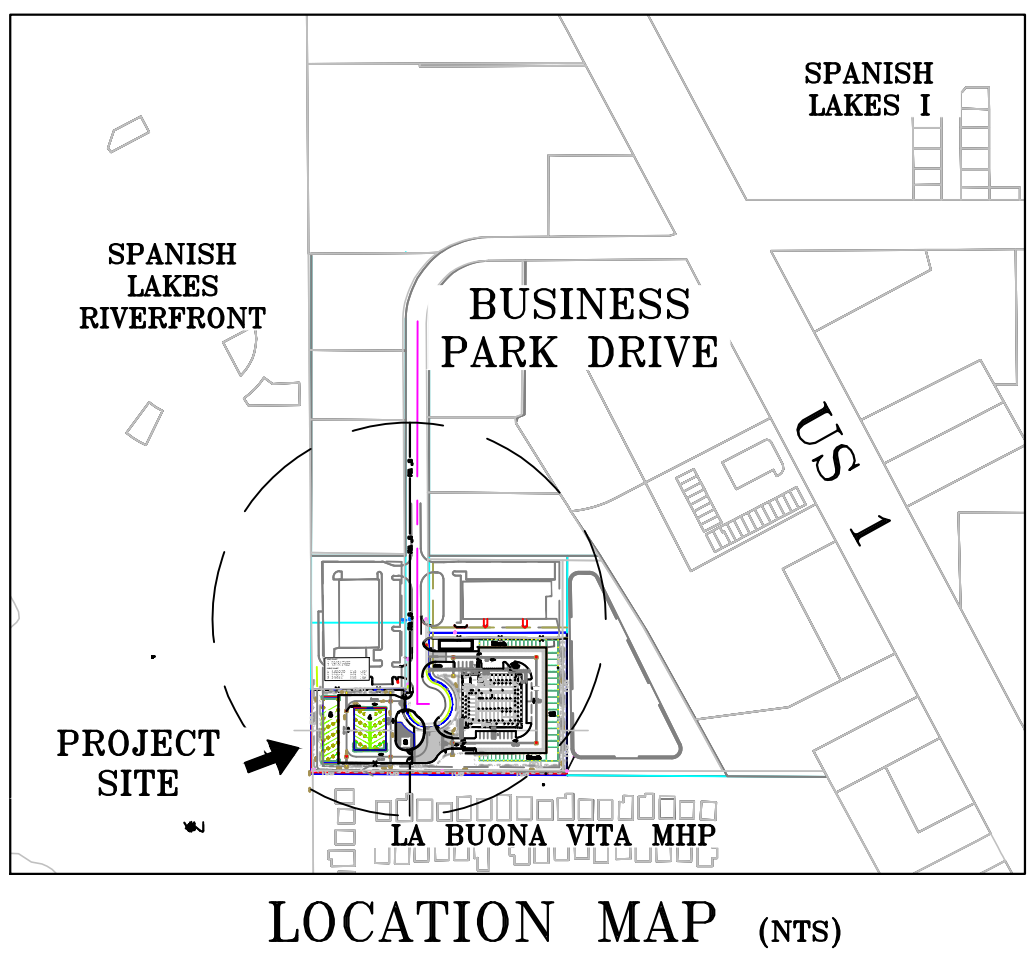 SPANISH
LAKES I
SPANISH
LAKES
RIVERFRONT
BUSINESS
PARK DRIVE
US 1
PROJECT
SITE
LA BUONA VITA MHP
LOCATION MAP (NTS)